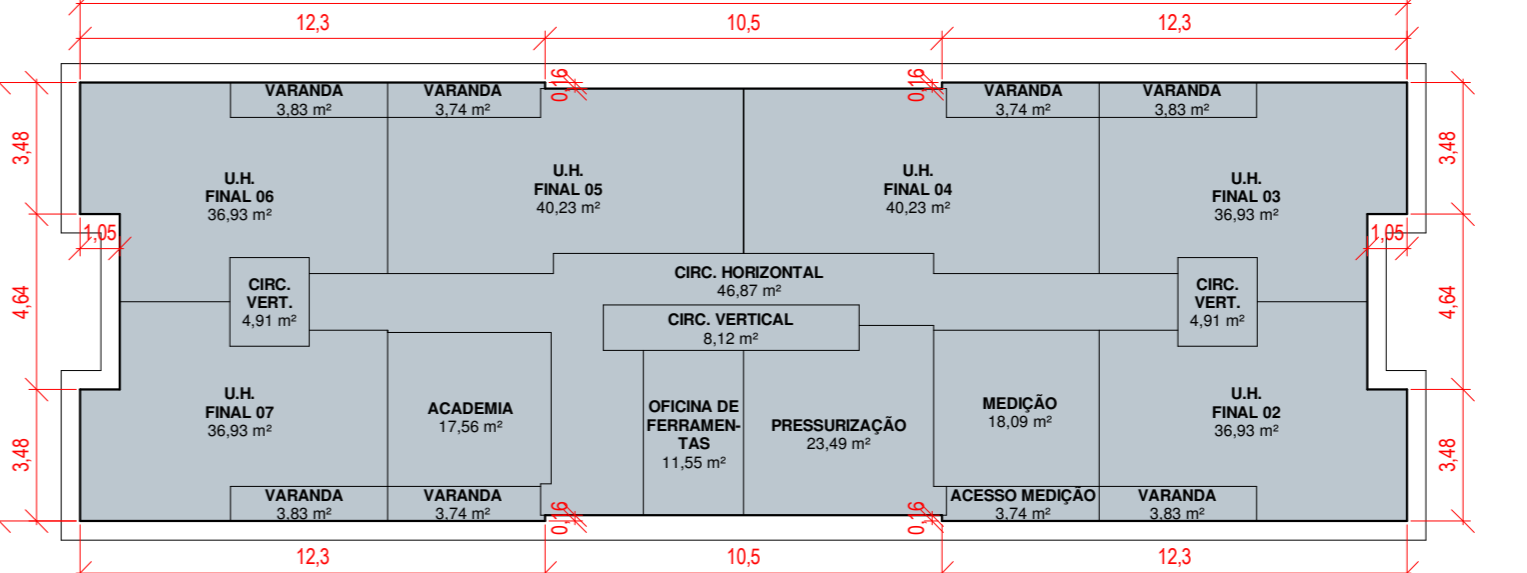 12,3
10,5
12,3
0,16
0,16
VARANDA
3,83 m²
VARANDA
3,74 m²
VARANDA
3,74 m²
VARANDA
3,83 m²
3,48
3,48
U.H.
FINAL 06
36,93 m²
U.H.
FINAL 05
40,23 m²
U.H.
FINAL 04
40,23 m²
U.H.
FINAL 03
36,93 m²
1,05
1,05
4,64
4,64
CIRC.
VERT.
4,91 m²
CIRC. HORIZONTAL
46,87 m²
CIRC. VERTICAL
8,12 m²
CIRC.
VERT.
4,91 m²
U.H.
FINAL 07
36,93 m²
ACADEMIA
17,56 m²
OFICINA DE
FERRAMEN-
TAS
11,55 m²
PRESSURIZAÇÃO
23,49 m²
MEDIÇÃO
18,09 m²
U.H.
FINAL 02
36,93 m²
3,48
3,48
VARANDA
3,83 m²
VARANDA
3,74 m²
ACESSO MEDIÇÃO
3,74 m²
VARANDA
3,83 m²
0,16
0,16
12,3
10,5
12,3